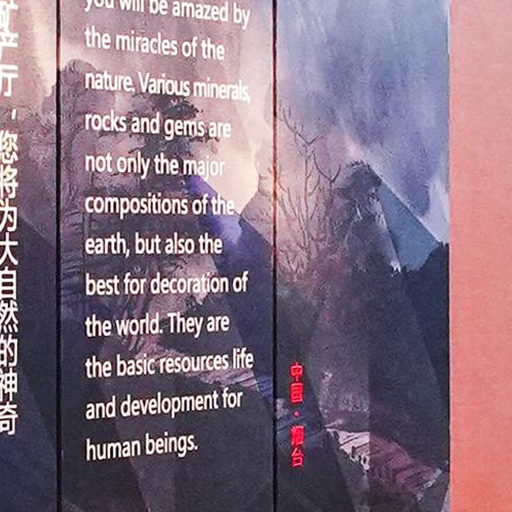 矿产厅，您将为大自然的神奇
you will be amazed by
the miracles of the
nature. Various minerals,
rocks and gems are
not only the major
compositions of the
earth, but also the
best for decoration of
the world. They are
the basic resources life
and development for
human beings.
中国·烟台